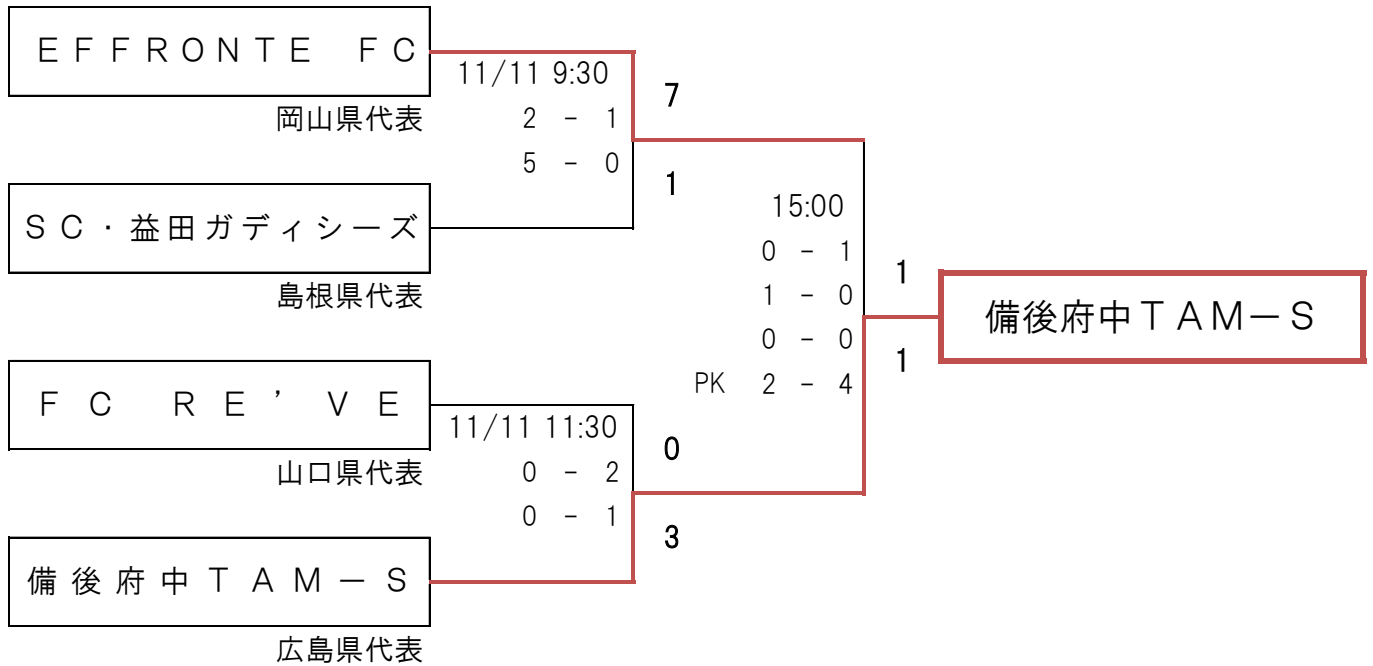 EFFRONTE FC
岡山県代表
11/11 9:30
2 - 1
5 - 0
7
1
SC・益田ガディシーズ
島根県代表
15:00
0 - 1
1 - 0
0 - 0
PK 2 - 4
1
1
備後府中TAM－S
FC RE’VE
山口県代表
11/11 11:30
0 - 2
0 - 1
0
3
備後府中TAM－S
広島県代表